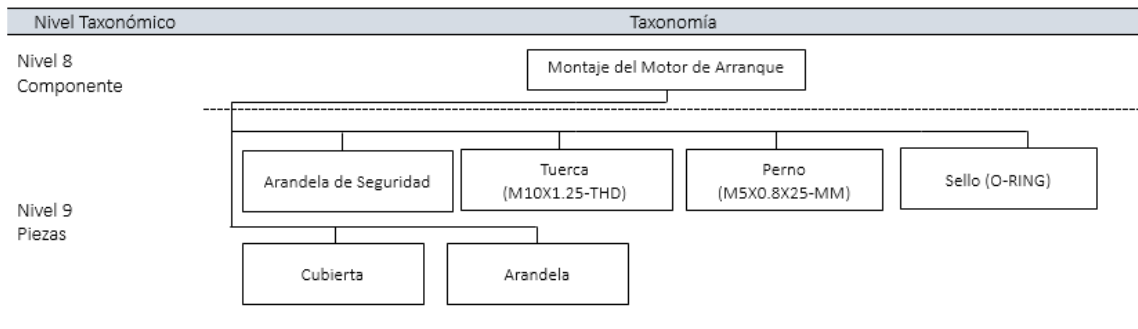 Nivel Taxonómico Taxonomía
Nivel 8
Componente
Montaje del Motor de Arranque
Nivel 9
Piezas
Arandela de Seguridad
Tuerca
(M10X1.25-THD)
Perno
(M5X0.8X25-MM)
Sello (O-RING)
Cubierta
Arandela